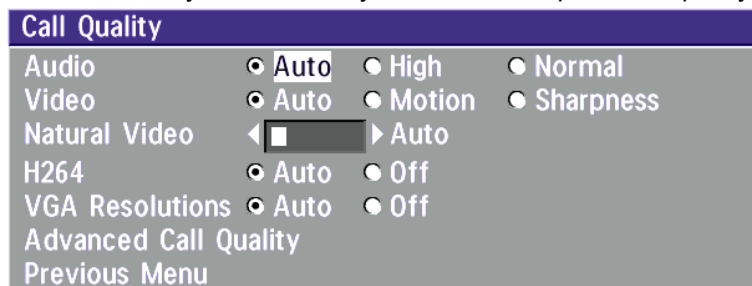 Call Quality
Audio Auto High Normal
Video Auto Motion Sharpness
Natural Video Auto
H264 Auto Off
VGA Resolutions Auto Off
Advanced Call Quality
Previous Menu